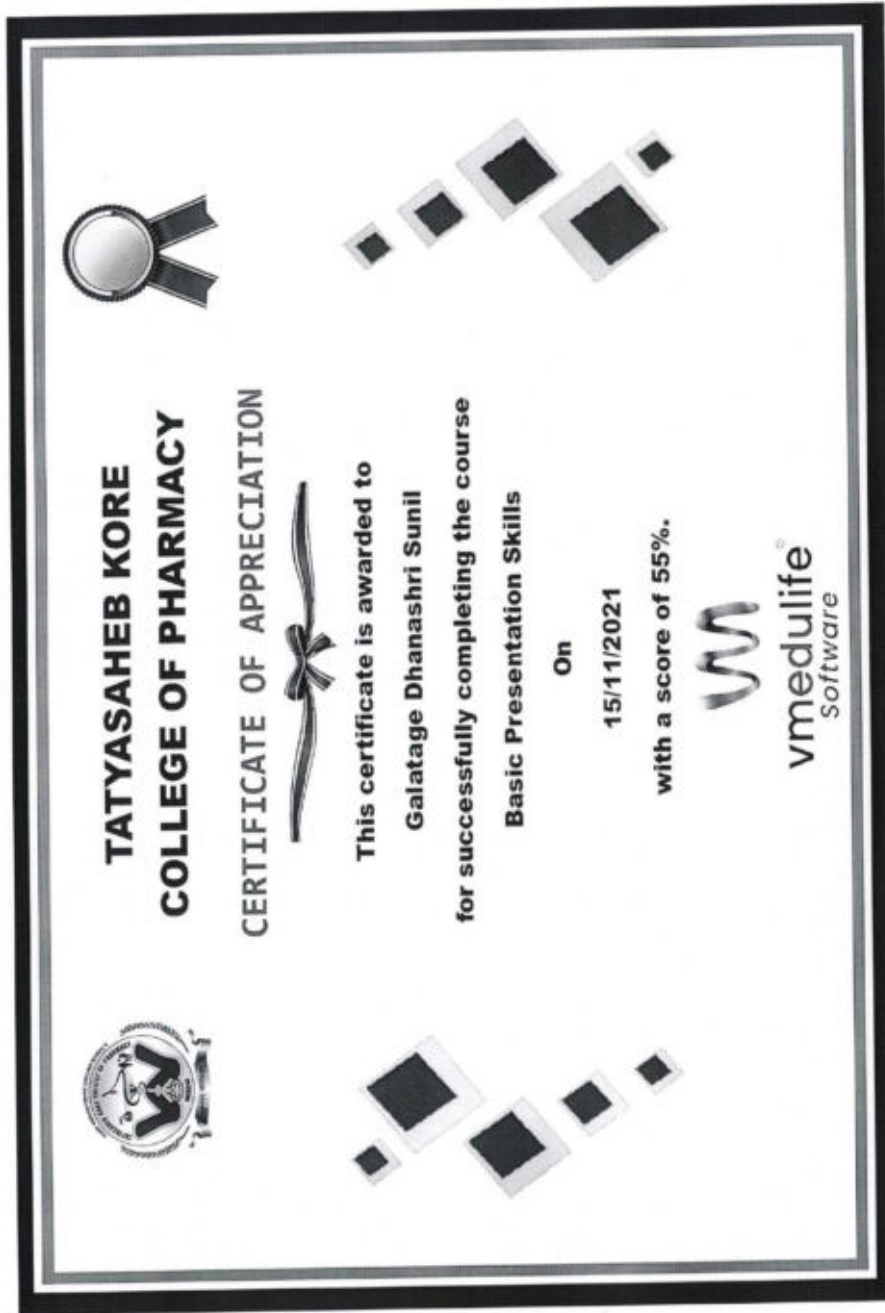 TATYASAHEB KORE
COLLEGE OF PHARMACY
CERTIFICATE OF APPRECIATION
This certificate is awarded to
Galatage Dhanashri Sunil
for successfully completing the course
Basic Presentation Skills
On
15/11/2021
with a score of 55%.
vmedulife
Software